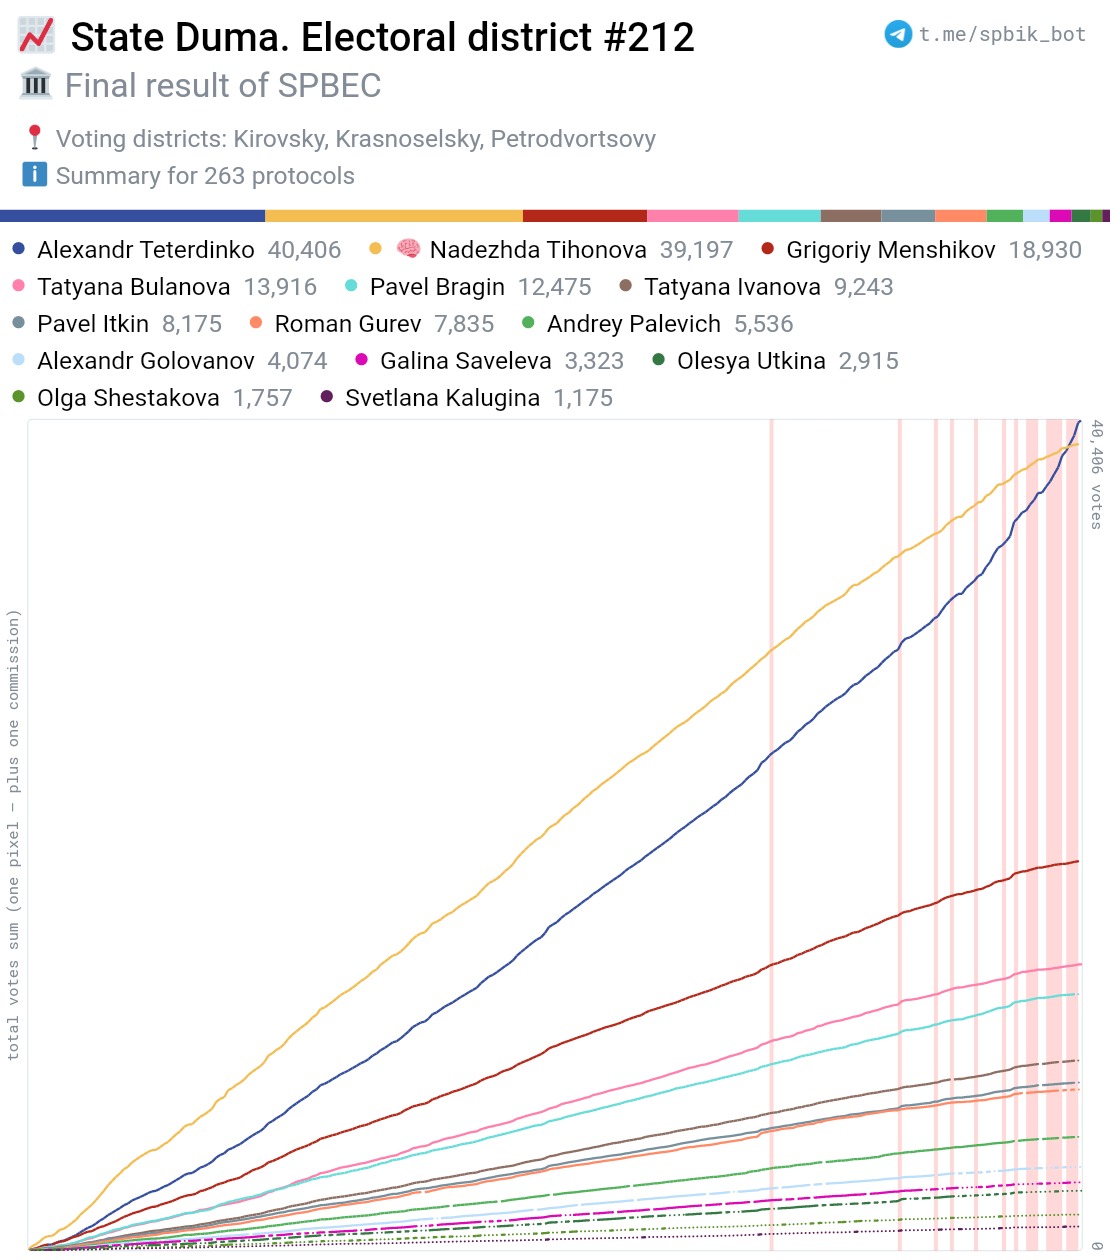 State Duma. Electoral district #212
t.me/spbik_bot
Final result of SPBEC
Voting districts: Kirovsky, Krasnoselsky, Petrodvortsovy
Summary for 263 protocols
Alexandr Teterdinko 40,406 Nadezhda Tihonova 39,197 Grigoriy Menshikov 18,930
Tatyana Bulanova 13,916 Pavel Bragin 12,475 Tatyana Ivanova 9,243
Pavel Itkin 8,175 Roman Gurev 7,835 Andrey Palevich 5,536
Alexandr Golovanov 4,074 Galina Saveleva 3,323 Olesya Utkina 2,915
Olga Shestakova 1,757 Svetlana Kalugina 1,175
total votes sum (one pixel — plus one commission)
40,406 votes
0